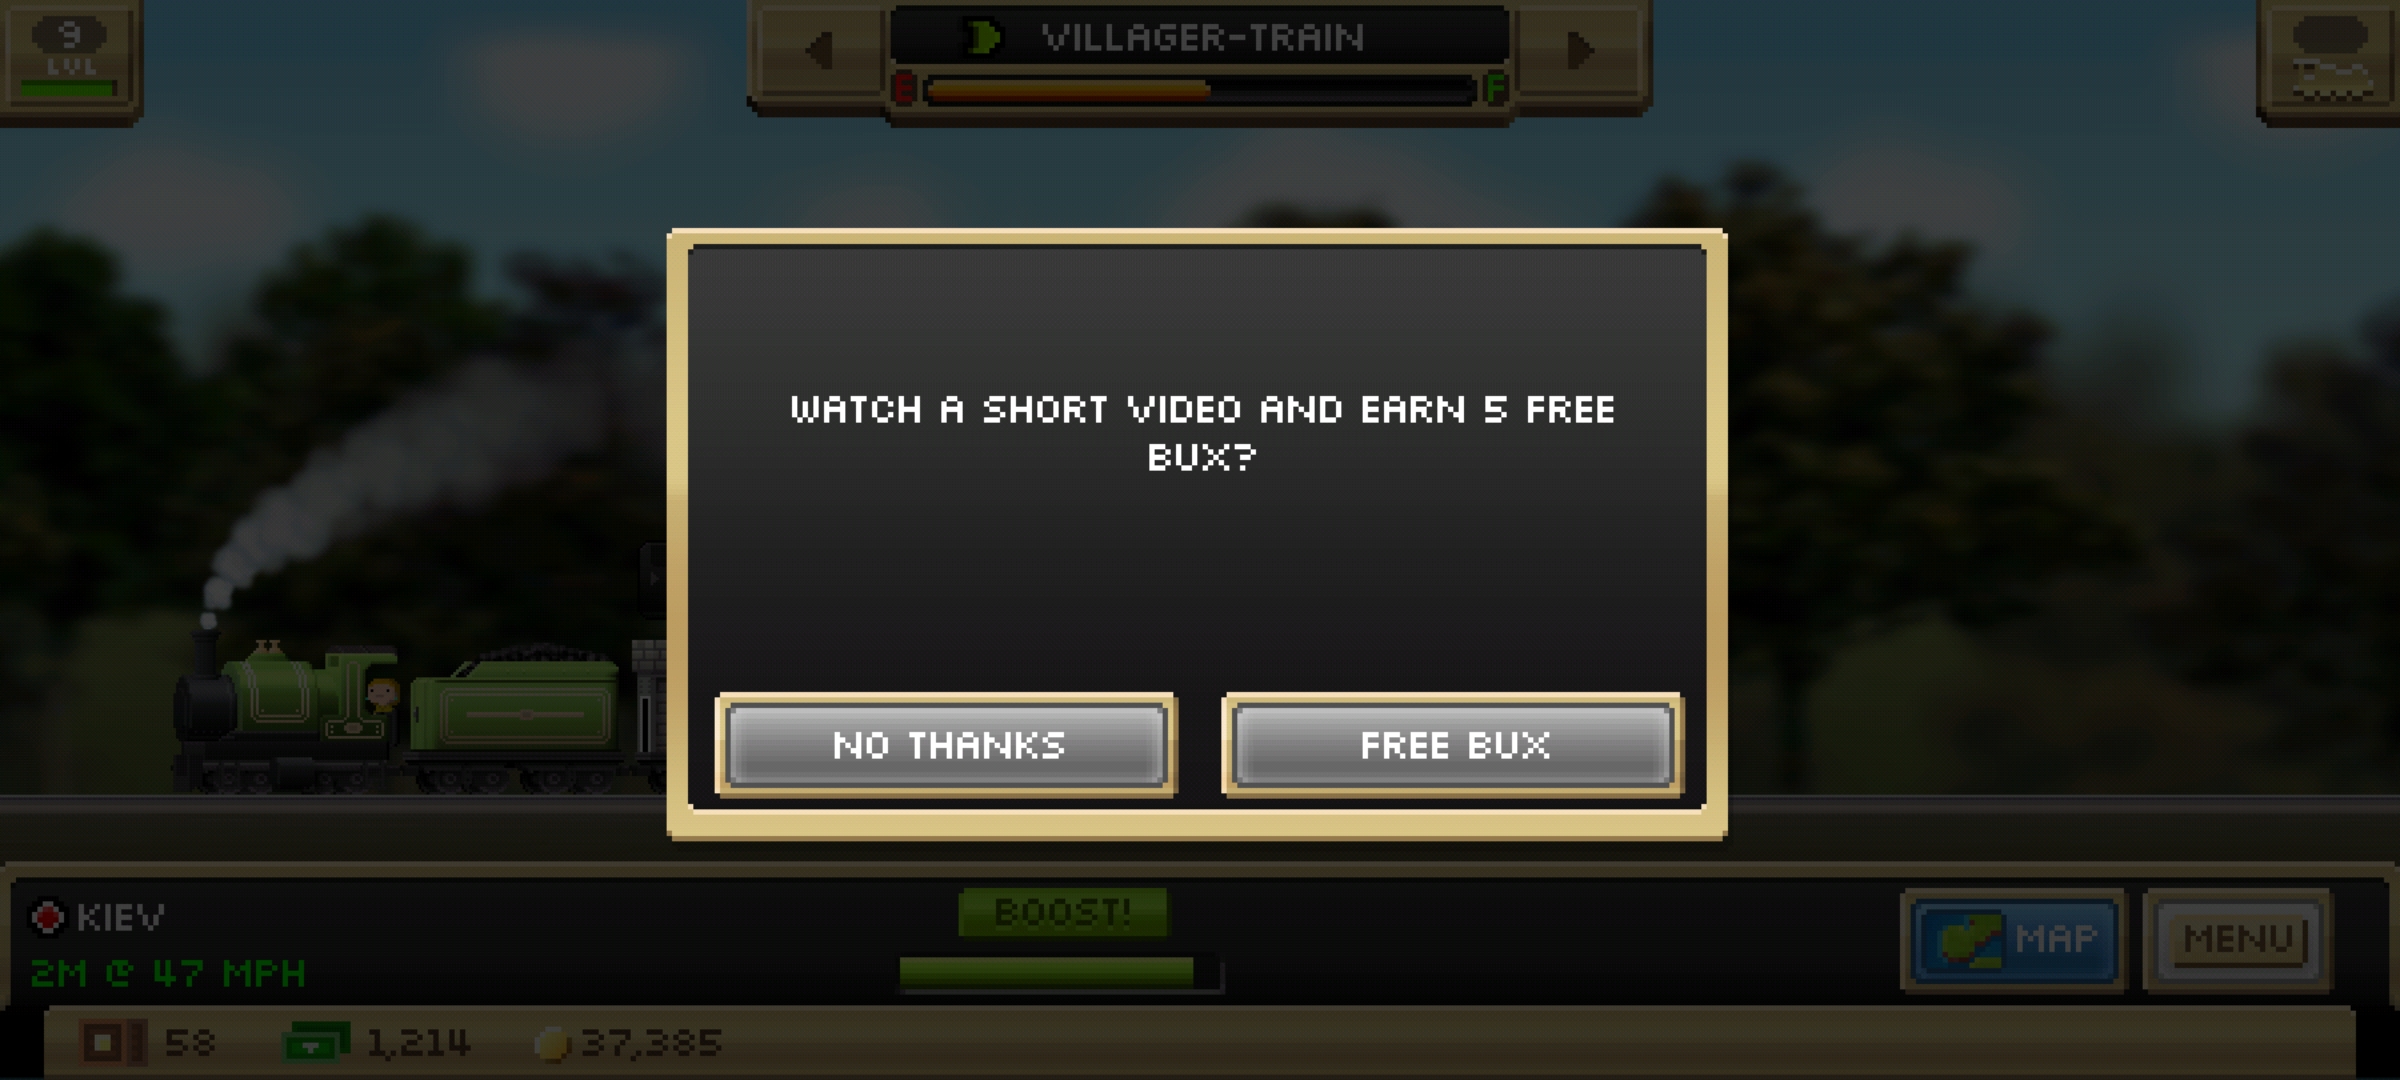 9
LVL
VILLAGER-TRAIN
E F
WATCH A SHORT VIDEO AND EARN 5 FREE
BUX?
NO THANKS FREE BUX
KIEV
BOOST!
2M @ 47 MPH
MAP MENU
58 1,214 37,385